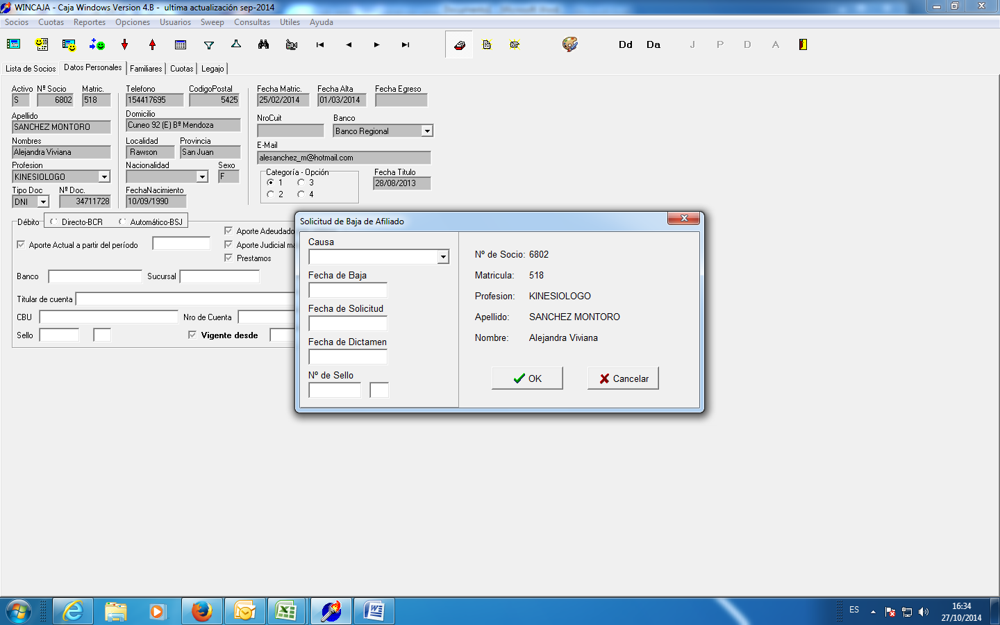 WINCAJA - Caja Windows Version 4.B - ultima actualización sep-2014
Socios Cuotas Reportes Opciones Usuarios Sweep Consultas Utiles Ayuda
Dd Da J P D A
Lista de Socios Datos Personales Familiares Cuotas Legajo
Activo Nº Socio Matric. Telefono CodigoPostal Fecha Matric. Fecha Alta Fecha Egreso
S 6802 518 154417695 5425 25/02/2014 01/03/2014
Apellido Domicilio NroCuit Banco
SANCHEZ MONTORO Cuneo 92 (E) Bº Mendoza Banco Regional
Nombres Localidad Provincia E-Mail
Alejandra Viviana Rawson San Juan alesanchez_m@hotmail.com
Profesion Nacionalidad Sexo Categoría - Opción Fecha Titulo
KINESIOLOGO F 1 3 28/08/2013
Tipo Doc Nº Doc. FechaNacimiento 2 4
DNI 34711728 10/09/1990
Débito Directo-BCR Automático-BSJ
Aporte Adeudado
Aporte Actual a partir del período Aporte Judicial
Prestamos
Banco Sucursal
Titular de cuenta
CBU Nro de Cuenta
Sello Vigente desde
Solicitud de Baja de Afiliado
Causa
Fecha de Baja
Fecha de Solicitud
Fecha de Dictamen
Nº de Sello
Nº de Socio: 6802
Matricula: 518
Profesion: KINESIOLOGO
Apellido: SANCHEZ MONTORO
Nombre: Alejandra Viviana
OK Cancelar
ES 16:34
27/10/2014